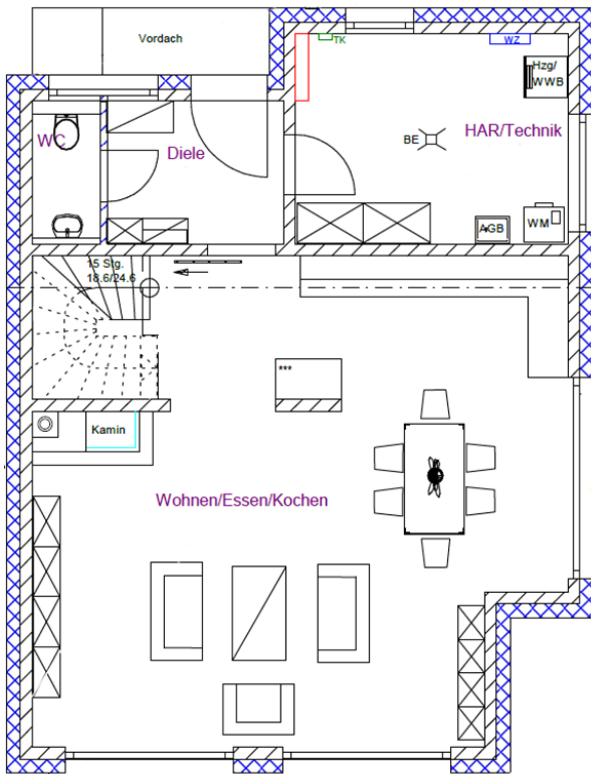 Vordach
TK
WZ
Hzg/
WWB
WC
Diele
BE
HAR/Technik
AGB
WM
15 Stg.
18.6/24.6
***
Kamin
Wohnen/Essen/Kochen